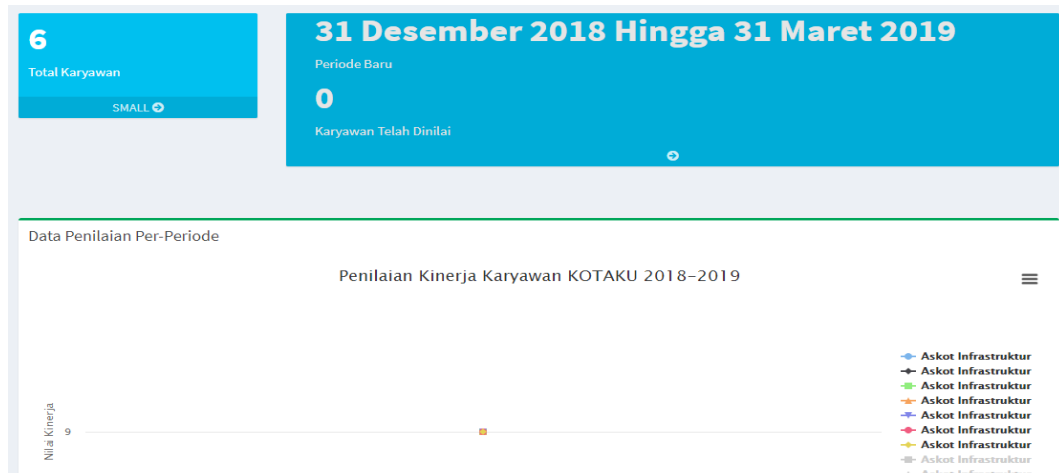 6
Total Karyawan
SMALL
31 Desember 2018 Hingga 31 Maret 2019
Periode Baru
0
Karyawan Telah Dinilai
Data Penilaian Per-Periode
Penilaian Kinerja Karyawan KOTAKU 2018-2019
Nilai Kinerja
9
Askot Infrastruktur
Askot Infrastruktur
Askot Infrastruktur
Askot Infrastruktur
Askot Infrastruktur
Askot Infrastruktur
Askot Infrastruktur
Askot Infrastruktur